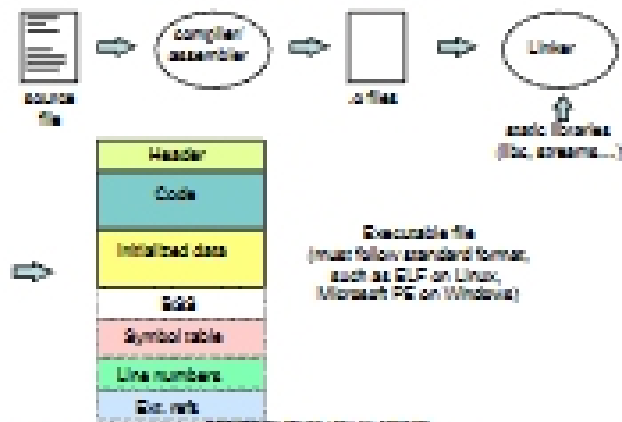 source
file
compiler/
assembler
.o files
Linker
static libraries
(libc, streams...)
Header
Code
Initialized data
BSS
Symbol table
Line numbers
Ext. refs
Executable file
(must follow standard format,
such as ELF on Linux,
Microsoft PE on Windows)